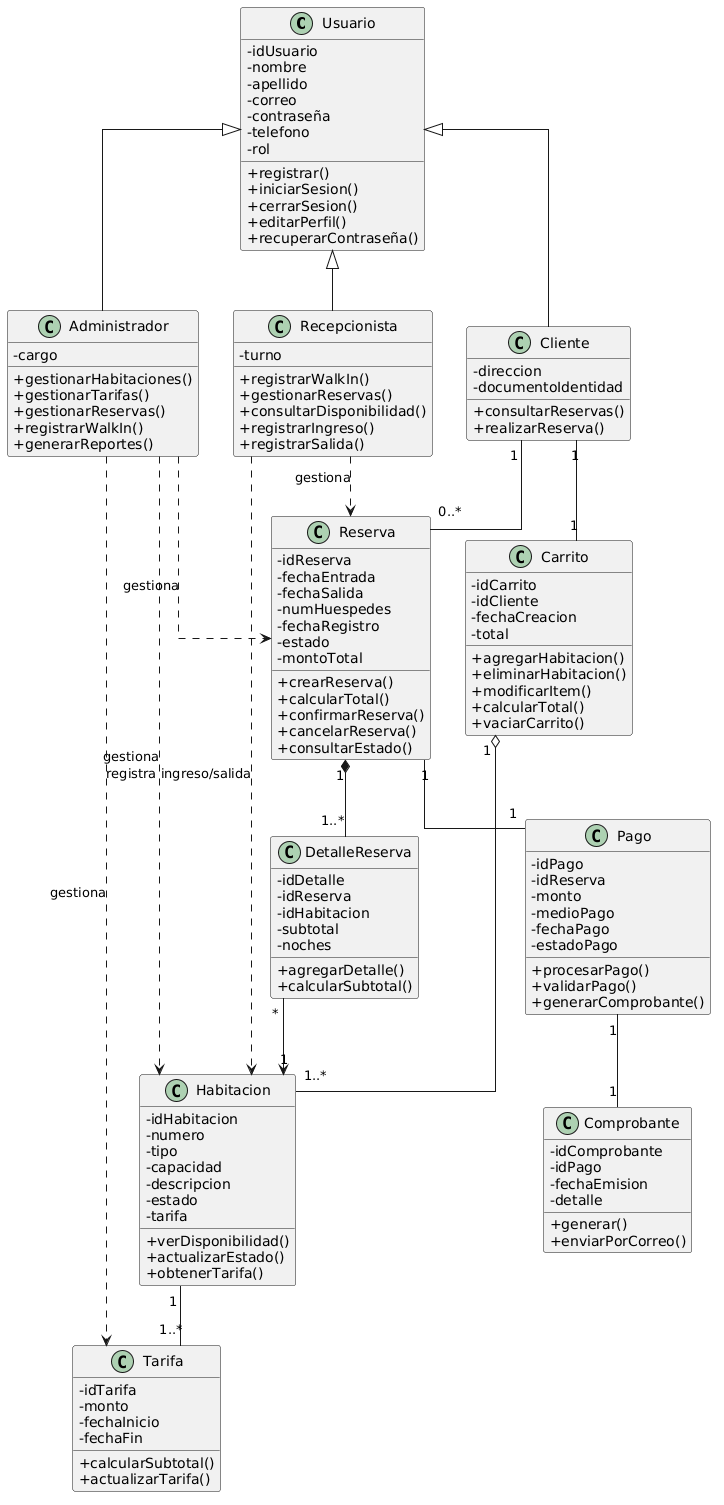 C Usuario
-idUsuario
-nombre
-apellido
-correo
-contraseña
-telefono
-rol
+registrar()
+iniciarSesion()
+cerrarSesion()
+editarPerfil()
+recuperarContraseña()
C Administrador
-cargo
+gestionarHabitaciones()
+gestionarTarifas()
+gestionarReservas()
+registrarWalkIn()
+generarReportes()
C Recepcionista
-turno
+registrarWalkIn()
+gestionarReservas()
+consultarDisponibilidad()
+registrarIngreso()
+registrarSalida()
C Cliente
-direccion
-documentoIdentidad
+consultarReservas()
+realizarReserva()
1
1
gestiona
0..*
1
C Reserva
-idReserva
-fechaEntrada
-fechaSalida
-numHuespedes
-fechaRegistro
-estado
-montoTotal
+crearReserva()
+calcularTotal()
+confirmarReserva()
+cancelarReserva()
+consultarEstado()
C Carrito
-idCarrito
-idCliente
-fechaCreacion
-total
+agregarHabitacion()
+eliminarHabitacion()
+modificarItem()
+calcularTotal()
+vaciarCarrito()
gestiona
gestiona
registra ingreso/salida
gestiona
1
1
1
1..*
1
C DetalleReserva
-idDetalle
-idReserva
-idHabitacion
-subtotal
-noches
+agregarDetalle()
+calcularSubtotal()
C Pago
-idPago
-idReserva
-monto
-medioPago
-fechaPago
-estadoPago
+procesarPago()
+validarPago()
+generarComprobante()
*
1
1..*
1
1
C Habitacion
-idHabitacion
-numero
-tipo
-capacidad
-descripcion
-estado
-tarifa
+verDisponibilidad()
+actualizarEstado()
+obtenerTarifa()
C Comprobante
-idComprobante
-idPago
-fechaEmision
-detalle
+generar()
+enviarPorCorreo()
1
1..*
C Tarifa
-idTarifa
-monto
-fechaInicio
-fechaFin
+calcularSubtotal()
+actualizarTarifa()